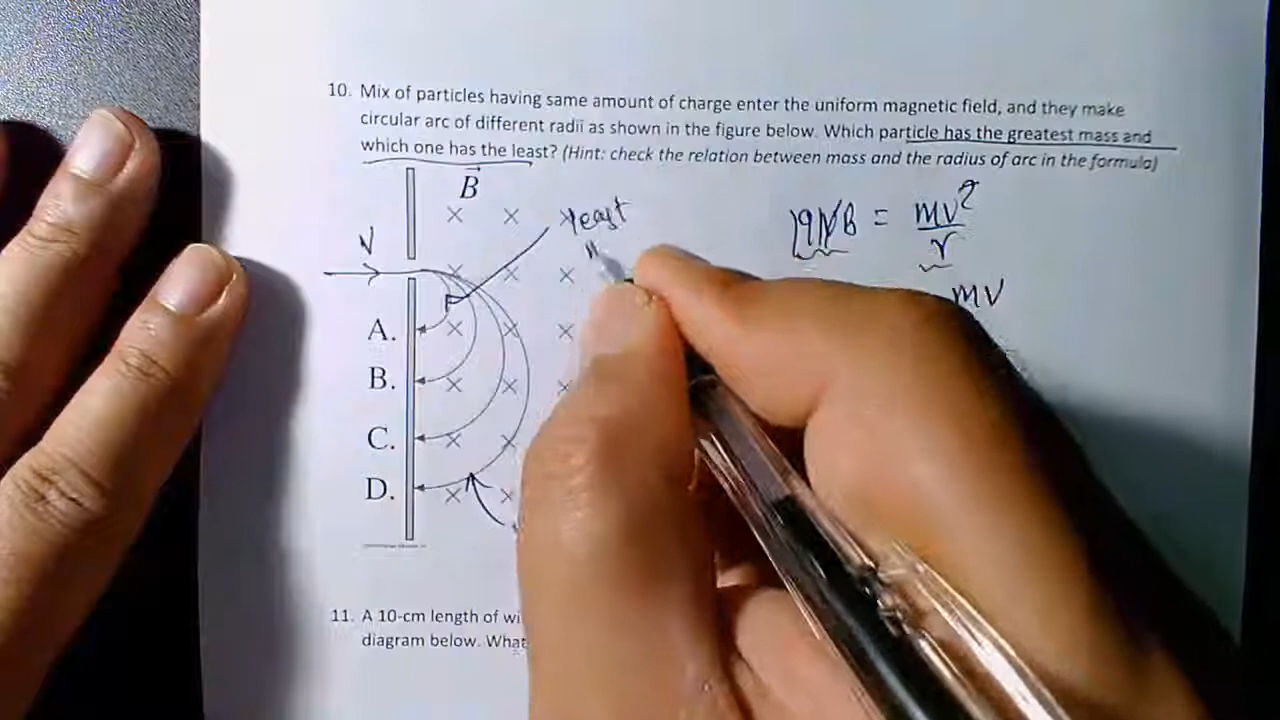 10. Mix of particles having same amount of charge enter the uniform magnetic field, and they make
circular arc of different radii as shown in the figure below. Which particle has the greatest mass and
which one has the least? (Hint: check the relation between mass and the radius of arc in the formula)
B
least
|q|vB = mv²/r
V
mv
A.
B.
C.
D.
11. A 10-cm length of wi
diagram below. What